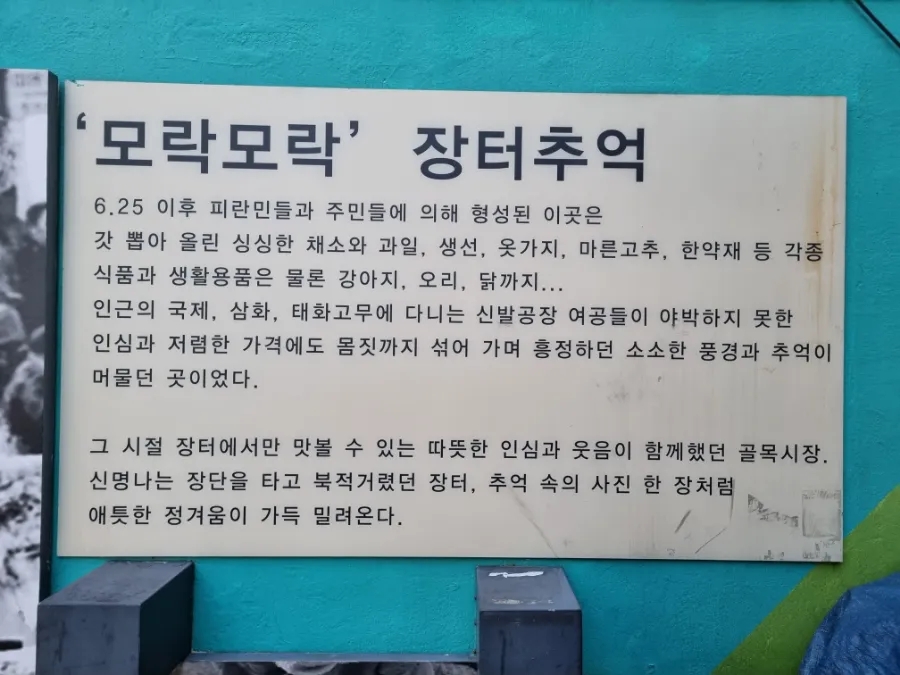 ‘모락모락’ 장터추억
6.25 이후 피란민들과 주민들에 의해 형성된 이곳은
갓 뽑아 올린 싱싱한 채소와 과일, 생선, 옷가지, 마른고추, 한약재 등 각종
식품과 생활용품은 물론 강아지, 오리, 닭까지...
인근의 국제, 삼화, 태화고무에 다니는 신발공장 여공들이 야박하지 못한
인심과 저렴한 가격에도 몸짓까지 섞어 가며 흥정하던 소소한 풍경과 추억이
머물던 곳이었다.
그 시절 장터에서만 맛볼 수 있는 따뜻한 인심과 웃음이 함께했던 골목시장.
신명나는 장단을 타고 북적거렸던 장터, 추억 속의 사진 한 장처럼
애틋한 정겨움이 가득 밀려온다.